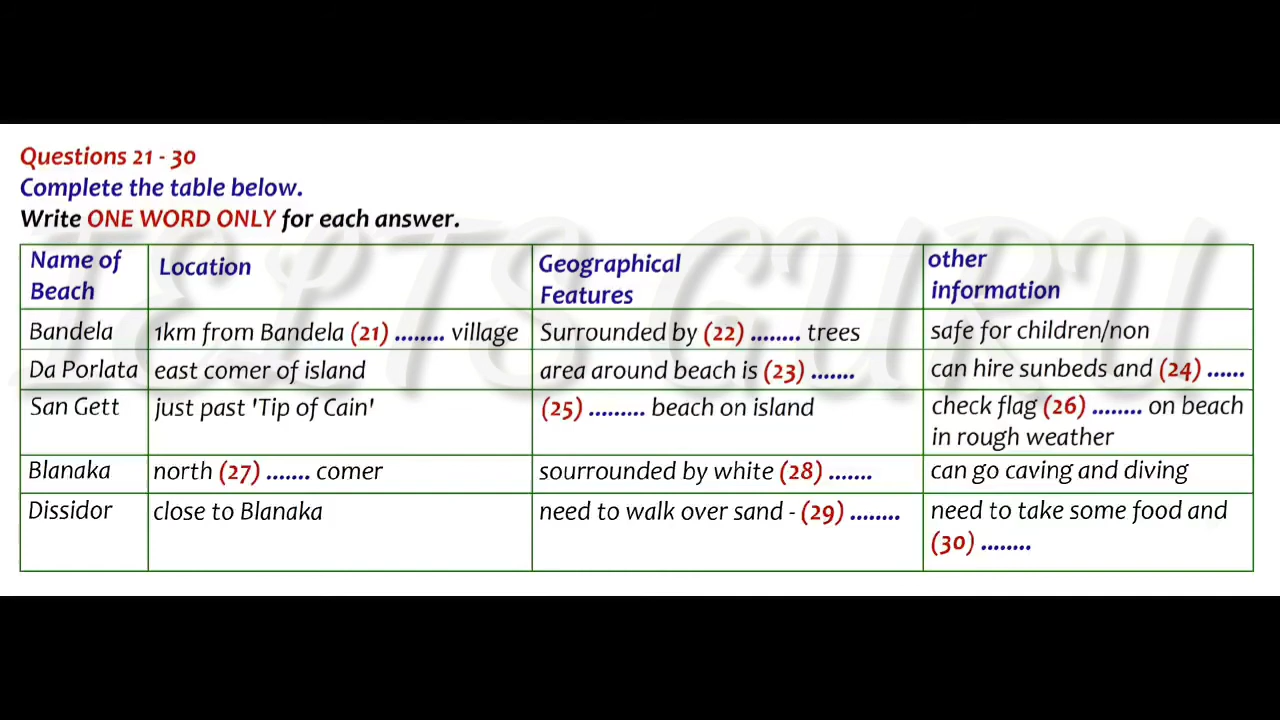 IELTS GURU
Questions 21 - 30
Complete the table below.
Write ONE WORD ONLY for each answer.
Name of
Beach
Location
Geographical
Features
other
information
Bandela
1km from Bandela (21) ........ village
Surrounded by (22) ........ trees
safe for children/non
Da Porlata
east comer of island
area around beach is (23) .......
can hire sunbeds and (24) ......
San Gett
just past 'Tip of Cain'
(25) ......... beach on island
check flag (26) ........ on beach
in rough weather
Blanaka
north (27) ....... comer
sourrounded by white (28) .......
can go caving and diving
Dissidor
close to Blanaka
need to walk over sand - (29) ........
need to take some food and
(30) ........